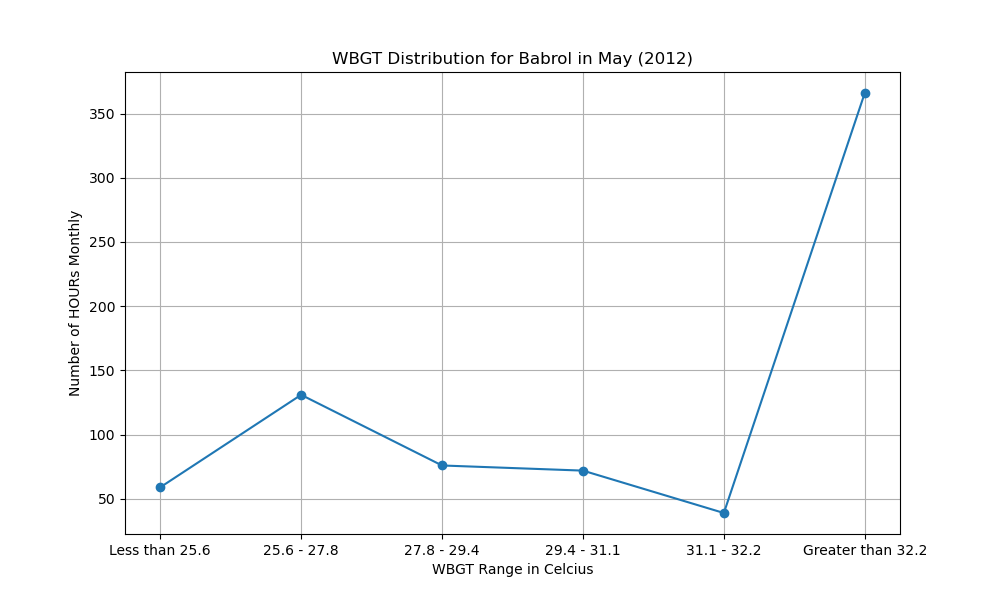 WBGT Distribution for Babrol in May (2012)
Number of HOURs Monthly
350
300
250
200
150
100
50
Less than 25.6
25.6 - 27.8
27.8 - 29.4
29.4 - 31.1
31.1 - 32.2
Greater than 32.2
WBGT Range in Celcius